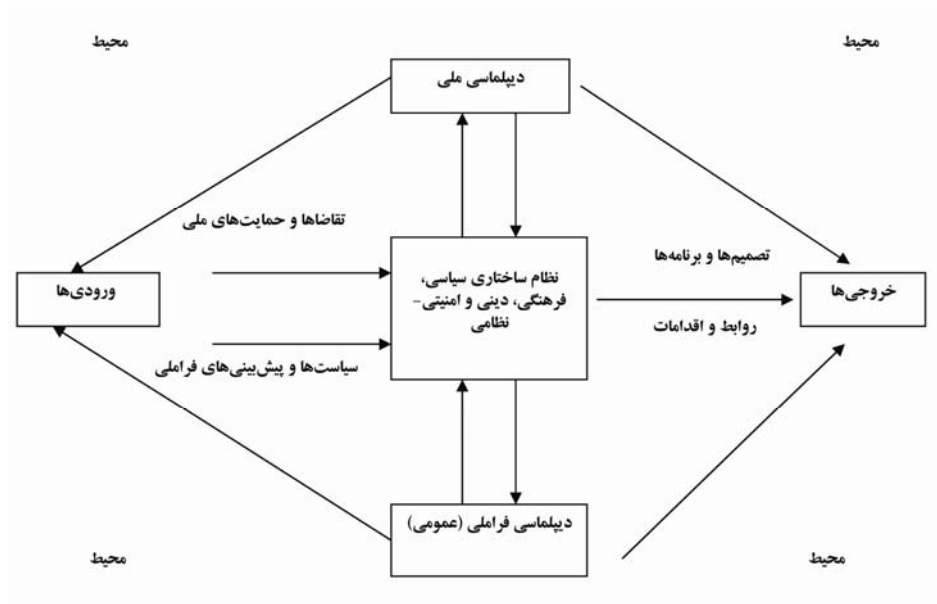 محیط
محیط
دیپلماسی ملی
تقاضاها و حمایت‌های ملی
تصمیم‌ها و برنامه‌ها
خروجی‌ها
نظام ساختاری سیاسی،
فرهنگی، دینی و امنیتی-
نظامی
ورودی‌ها
روابط و اقدامات
سیاست‌ها و پیش‌بینی‌های فراملی
دیپلماسی فراملی (عمومی)
محیط
محیط